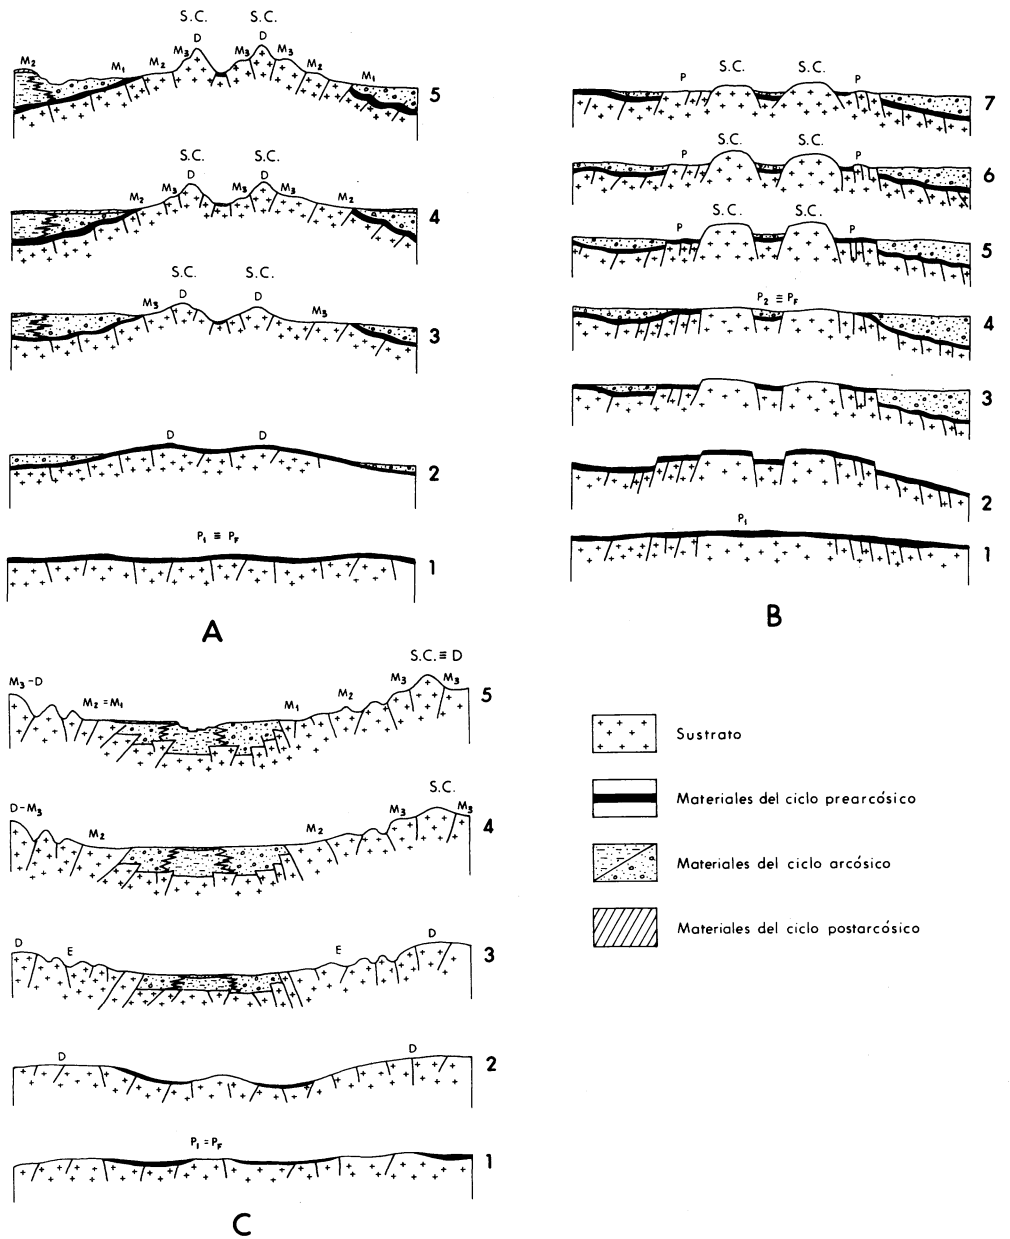 S.C. S.C.
D D
M₂ M₁ M₂ M₃ M₃ M₃ M₂ M₁
5
S.C. S.C.
D D
M₂ M₃ M₃ M₃ M₂
4
S.C. S.C.
M₃ D D M₃
3
D D
2
P₁ ≡ P_F
1
A
S.C. S.C.
P P
7
S.C. S.C.
P P
6
S.C. S.C.
P P
5
P₂ ≡ P_F
4
3
2
P₁
1
B
S.C. ≡ D
M₃-D M₂ = M₁ M₁ M₂ M₃ M₃
5
S.C.
D-M₃ M₂ M₂ M₃ M₃
4
D E E D
3
D D
2
P₁ = P_F
1
C
Sustrato
Materiales del ciclo prearcósico
Materiales del ciclo arcósico
Materiales del ciclo postarcósico